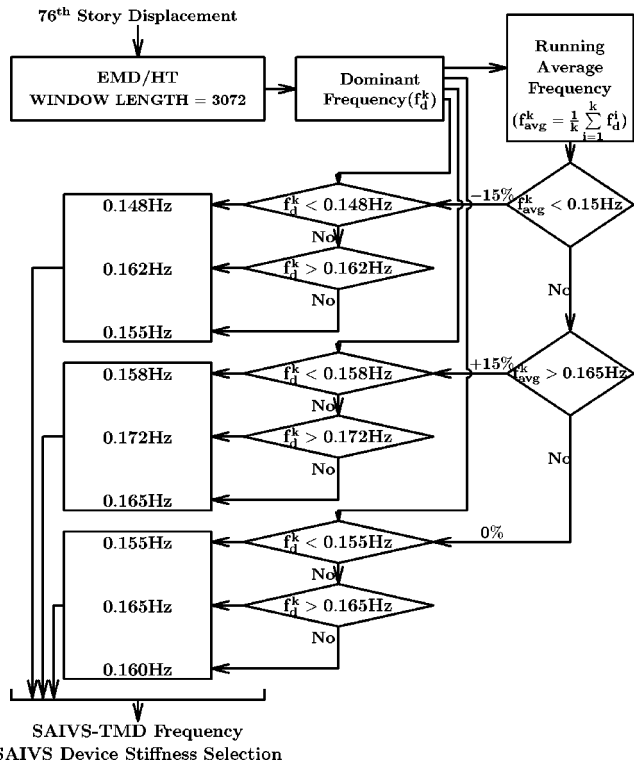 76th Story Displacement
EMD/HT
WINDOW LENGTH = 3072
Dominant
Frequency(f_d^k)
Running
Average
Frequency
(f_avg^k = 1/k ∑_{i=1}^k f_d^i)
−15%
f_avg^k < 0.15Hz
f_d^k < 0.148Hz
0.148Hz
No
f_d^k > 0.162Hz
0.162Hz
No
0.155Hz
No
+15%
f_avg^k > 0.165Hz
f_d^k < 0.158Hz
0.158Hz
No
f_d^k > 0.172Hz
0.172Hz
No
0.165Hz
No
0%
f_d^k < 0.155Hz
0.155Hz
No
f_d^k > 0.165Hz
0.165Hz
No
0.160Hz
SAIVS-TMD Frequency
SAIVS Device Stiffness Selection